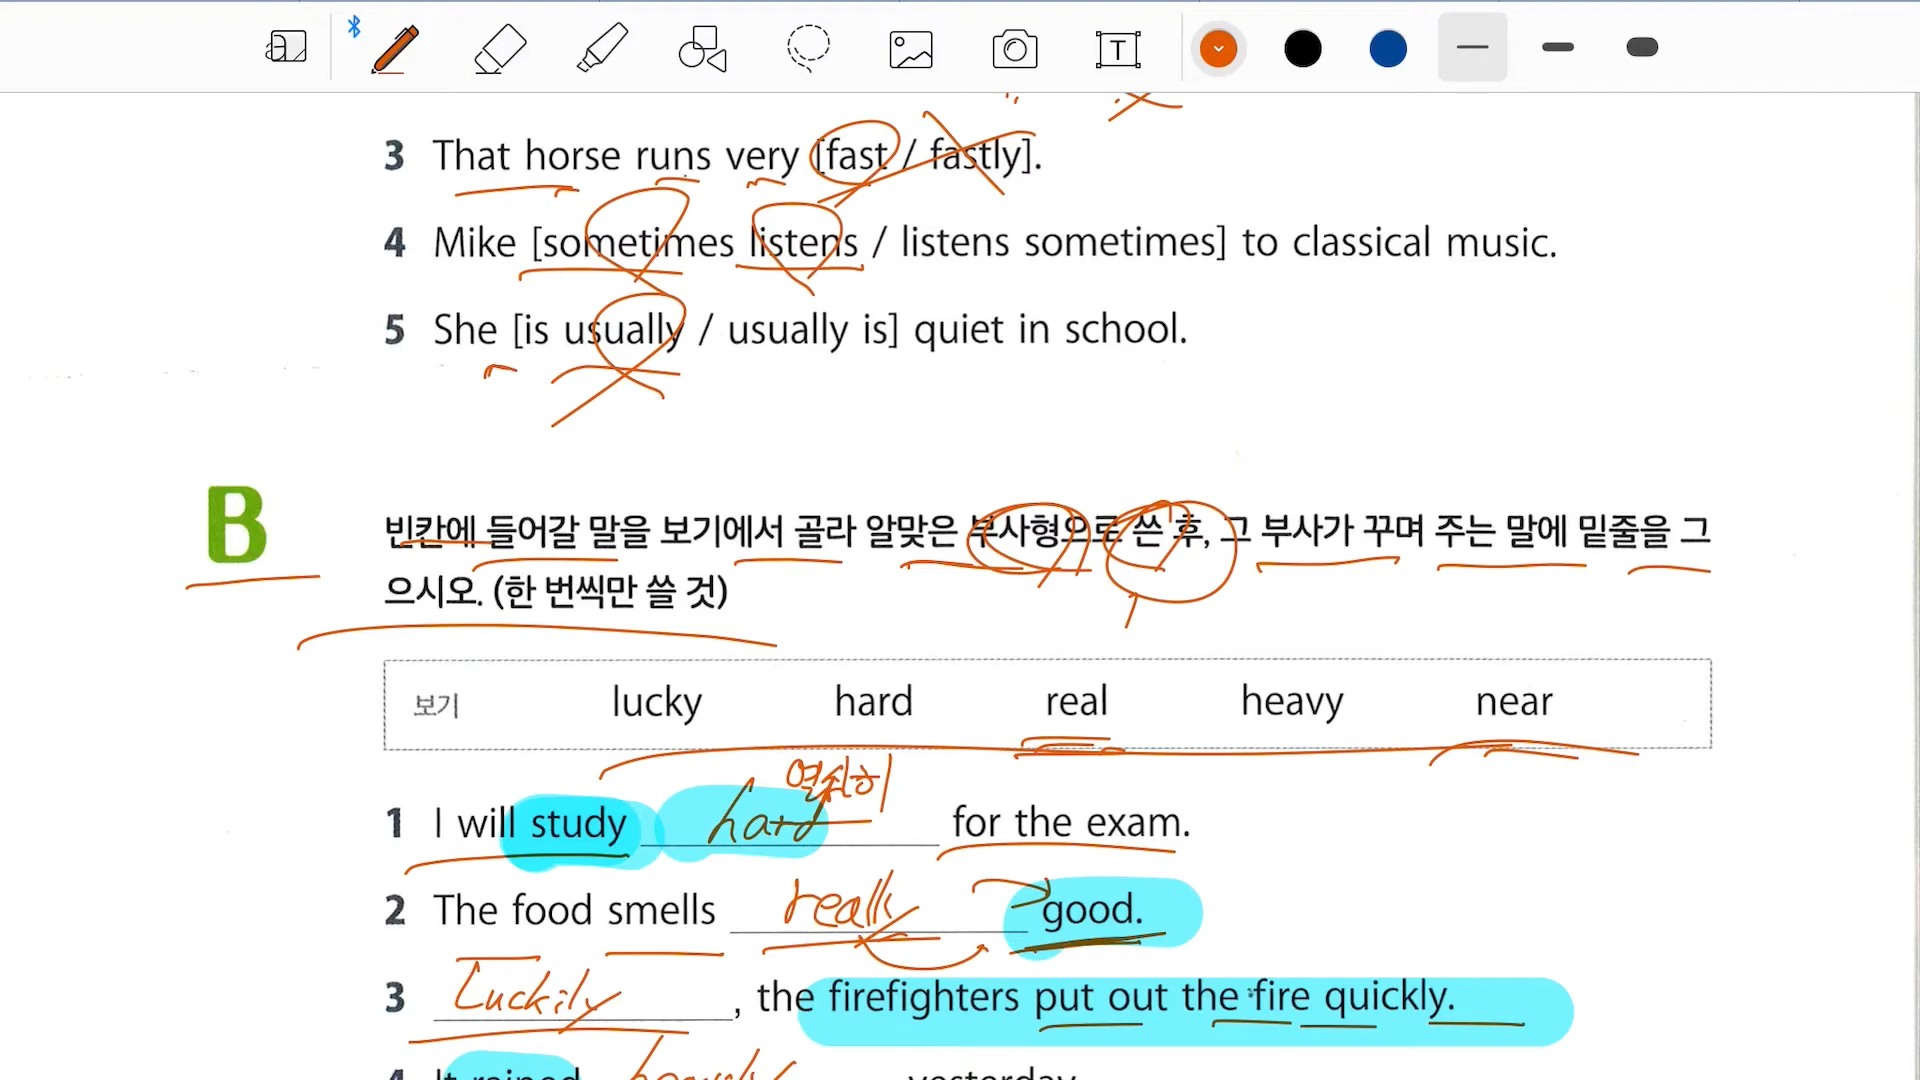 T
3 That horse runs very [fast / fastly].
4 Mike [sometimes listens / listens sometimes] to classical music.
5 She [is usually / usually is] quiet in school.
B 빈칸에 들어갈 말을 보기에서 골라 알맞은 부사형으로 쓴 후, 그 부사가 꾸며 주는 말에 밑줄을 그
으시오. (한 번씩만 쓸 것)
보기 lucky hard real heavy near
열심히
1 I will study hard for the exam.
2 The food smells really good.
3 Luckily, the firefighters put out the fire quickly.
4 It rained heavily yesterday.